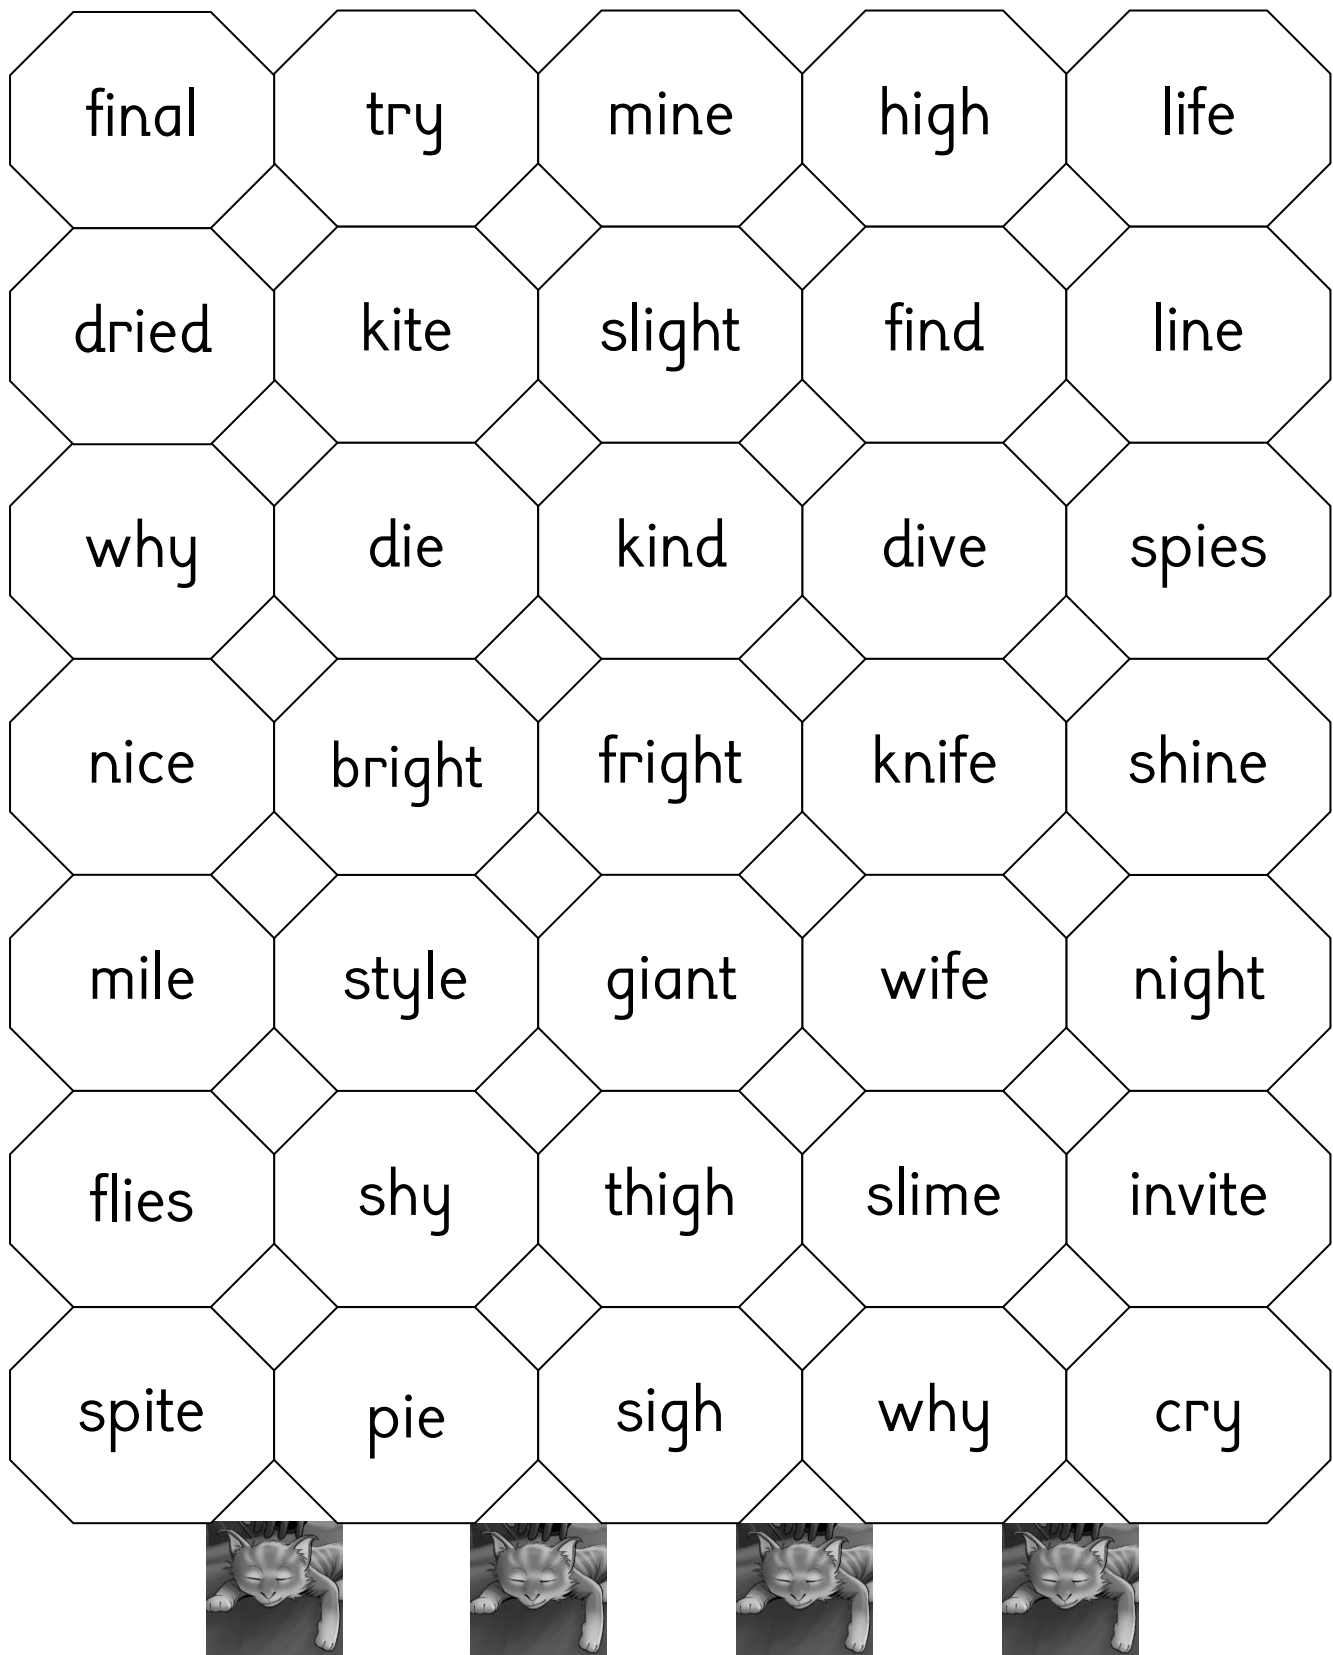 final try mine high life
dried kite slight find line
why die kind dive spies
nice bright fright knife shine
mile style giant wife night
flies shy thigh slime invite
spite pie sigh why cry